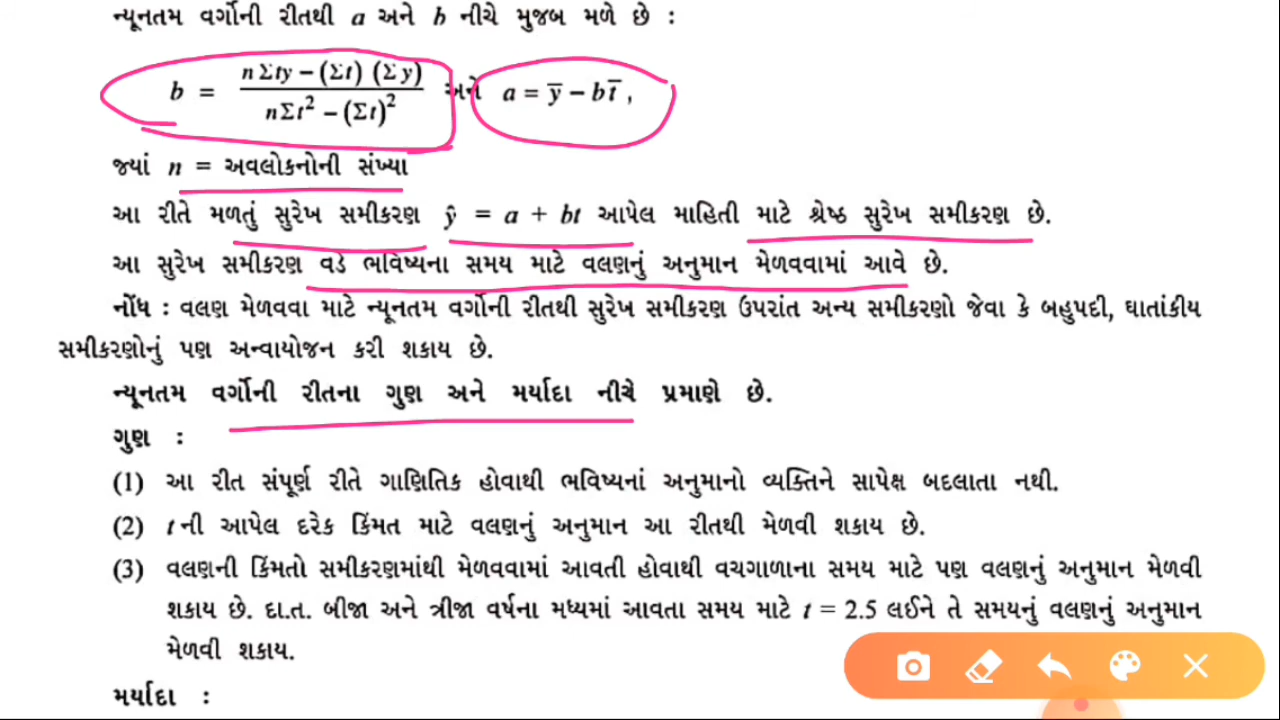 ન્યૂનતમ વર્ગોની રીતથી a અને b નીચે મુજબ મળે છે :
b = \frac{n Σty – (Σt) (Σy)}{nΣt² – (Σt)²} અને a = ȳ – bt̄ ,
જ્યાં n = અવલોકનોની સંખ્યા
આ રીતે મળતું સુરેખ સમીકરણ ŷ = a + bt આપેલ માહિતી માટે શ્રેષ્ઠ સુરેખ સમીકરણ છે.
આ સુરેખ સમીકરણ વડે ભવિષ્યના સમય માટે વલણનું અનુમાન મેળવવામાં આવે છે.
નોંધ : વલણ મેળવવા માટે ન્યૂનતમ વર્ગોની રીતથી સુરેખ સમીકરણ ઉપરાંત અન્ય સમીકરણો જેવા કે બહુપદી, ઘાતાંકીય
સમીકરણોનું પણ અન્વાયોજન કરી શકાય છે.
ન્યૂનતમ વર્ગોની રીતના ગુણ અને મર્યાદા નીચે પ્રમાણે છે.
ગુણ :
(1) આ રીત સંપૂર્ણ રીતે ગાણિતિક હોવાથી ભવિષ્યનાં અનુમાનો વ્યક્તિને સાપેક્ષ બદલાતા નથી.
(2) t ની આપેલ દરેક કિંમત માટે વલણનું અનુમાન આ રીતથી મેળવી શકાય છે.
(3) વલણની કિંમતો સમીકરણમાંથી મેળવવામાં આવતી હોવાથી વચગાળાના સમય માટે પણ વલણનું અનુમાન મેળવી
શકાય છે. દા.ત. બીજા અને ત્રીજા વર્ષના મધ્યમાં આવતા સમય માટે t = 2.5 લઈને તે સમયનું વલણનું અનુમાન
મેળવી શકાય.
મર્યાદા :